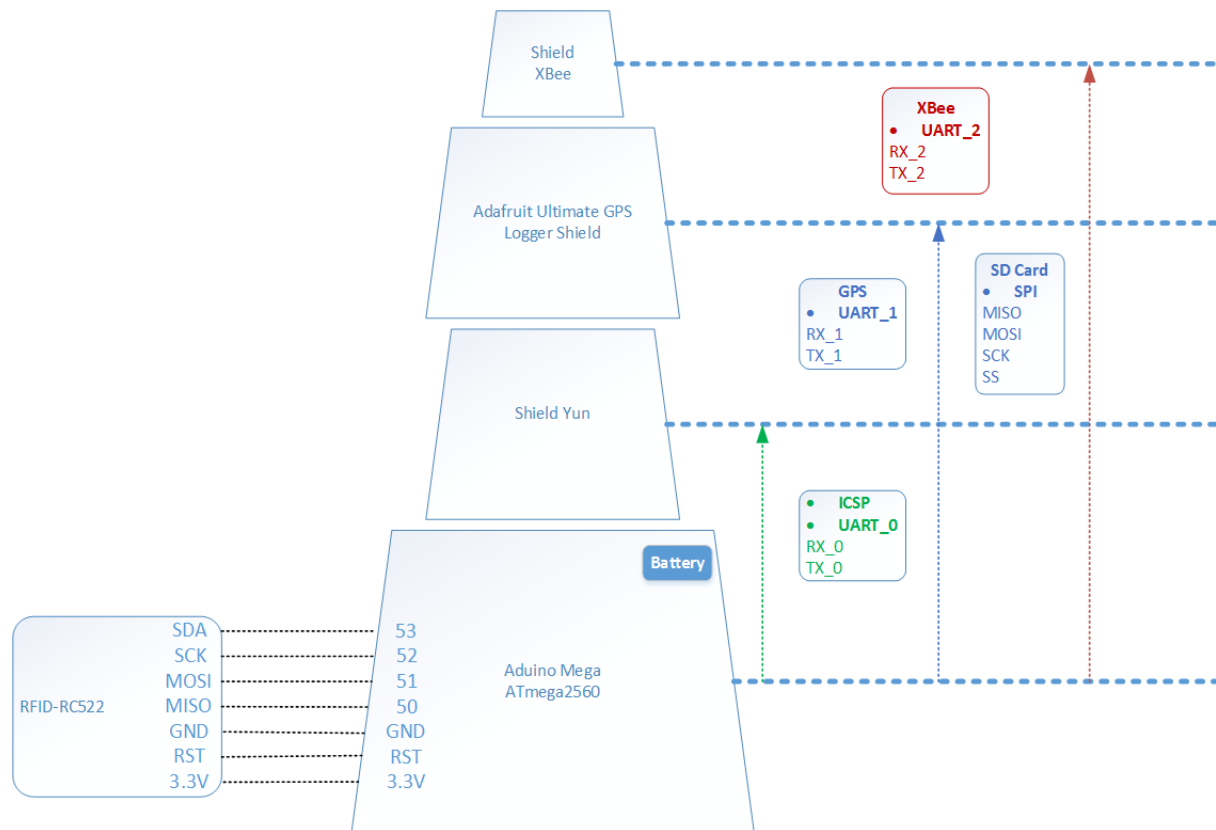 Shield
XBee
XBee
• UART_2
RX_2
TX_2
Adafruit Ultimate GPS
Logger Shield
GPS
• UART_1
RX_1
TX_1
SD Card
• SPI
MISO
MOSI
SCK
SS
Shield Yun
• ICSP
• UART_0
RX_0
TX_0
Battery
Aduino Mega
ATmega2560
RFID-RC522
SDA 53
SCK 52
MOSI 51
MISO 50
GND GND
RST RST
3.3V 3.3V